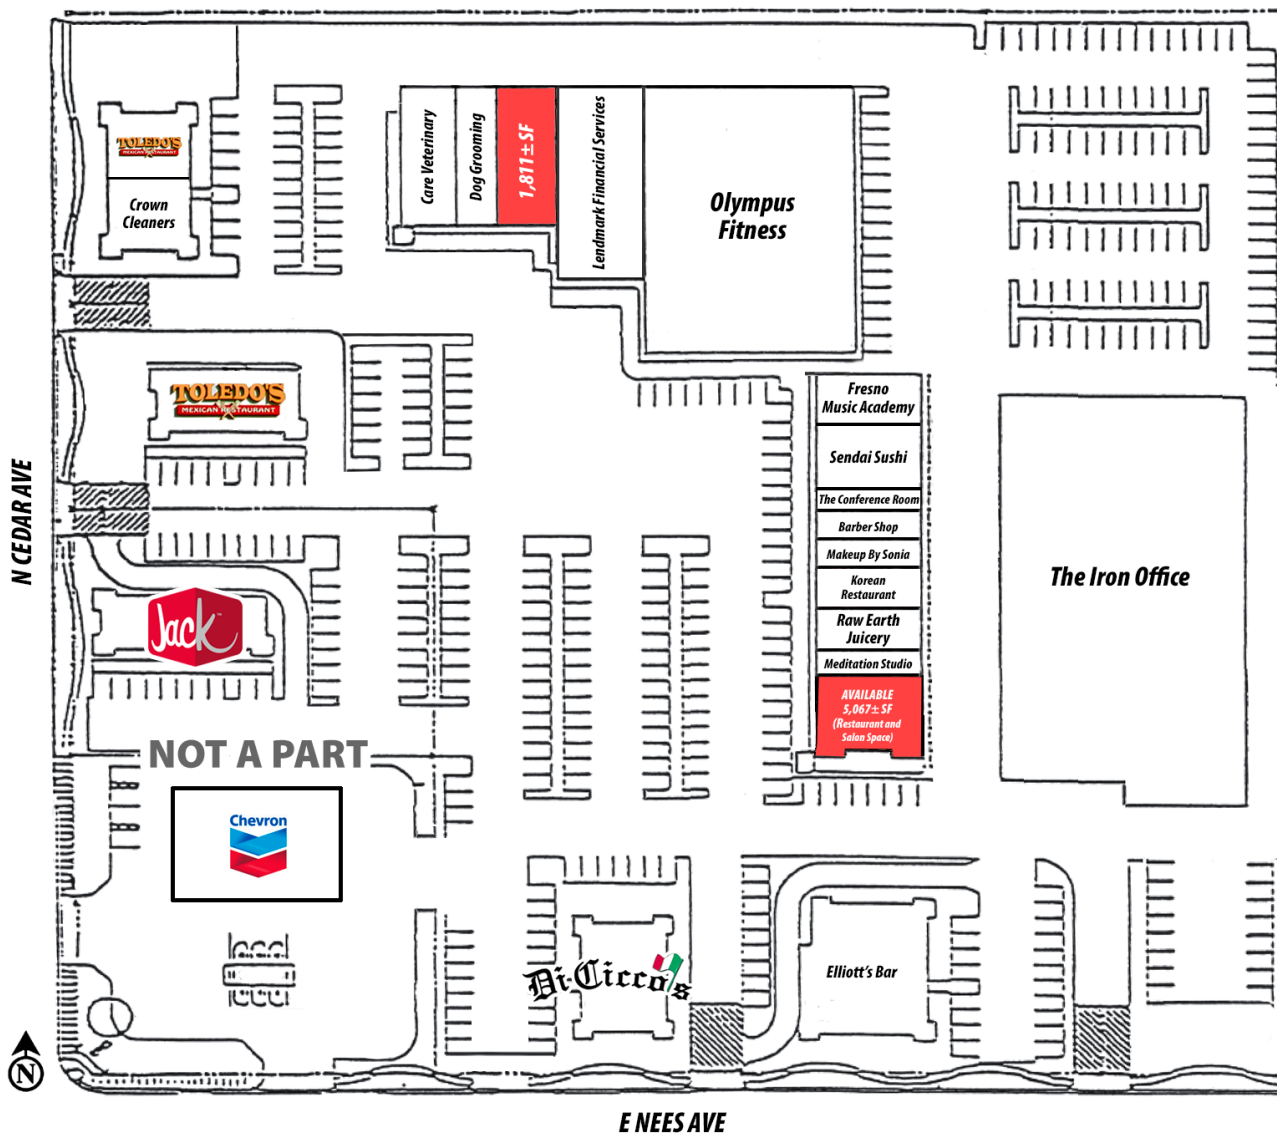 TOLEDO'S
MEXICAN RESTAURANT
Crown
Cleaners
Care Veterinary
Dog Grooming
1,811± SF
Lendmark Financial Services
Olympus
Fitness
TOLEDO'S
MEXICAN RESTAURANT
Fresno
Music Academy
Sendai Sushi
The Conference Room
Barber Shop
Makeup By Sonia
Korean
Restaurant
Raw Earth
Juicery
Meditation Studio
AVAILABLE
5,067± SF
(Restaurant and
Salon Space)
The Iron Office
N CEDAR AVE
Jack™
NOT A PART
Chevron
Di-Cicco's
Elliott's Bar
N
E NEES AVE